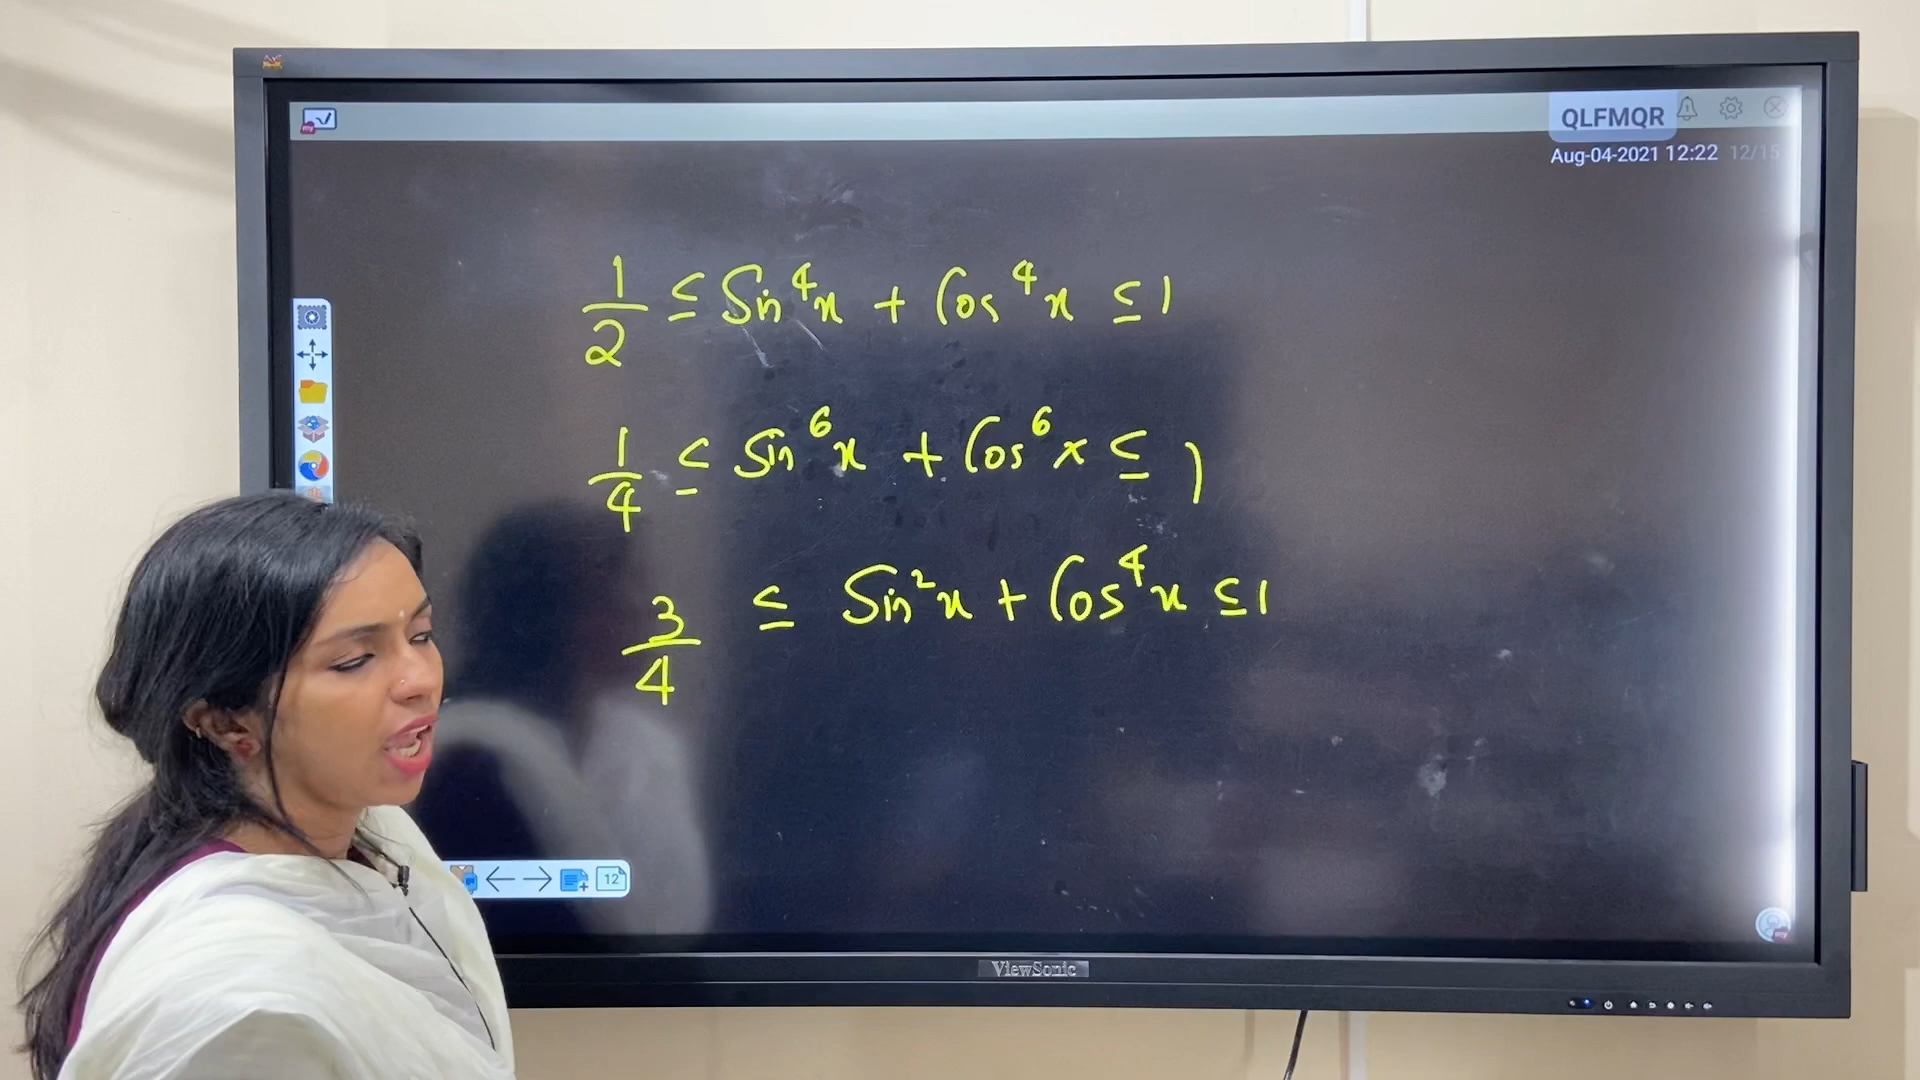 QLFMQR
Aug-04-2021 12:22 12/15
1/2 ≤ Sin⁴x + Cos⁴x ≤ 1
1/4 ≤ Sin⁶x + Cos⁶x ≤ 1
3/4 ≤ Sin²x + Cos⁴x ≤ 1
12
ViewSonic